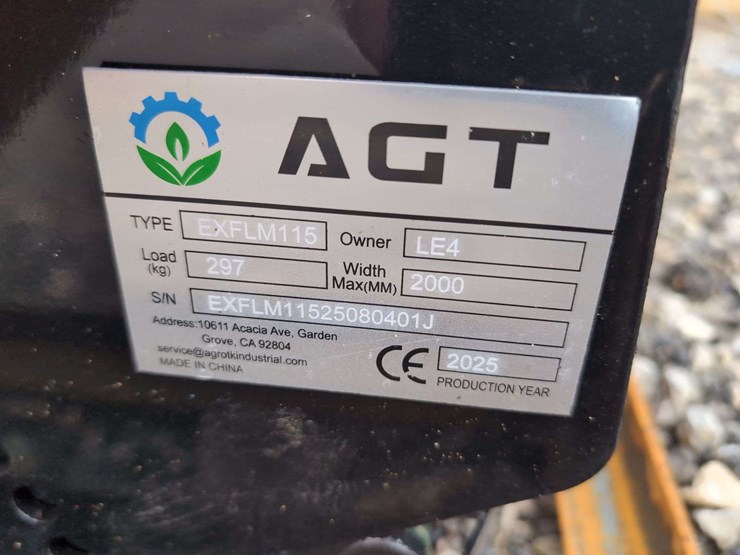 AGT
TYPE EXFLM115 Owner LE4
Load (kg) 297 Width Max(MM) 2000
S/N EXFLM11525080401J
Address:10611 Acacia Ave, Garden
Grove, CA 92804
service@agrotkindustrial.com
MADE IN CHINA
CE 2025
PRODUCTION YEAR